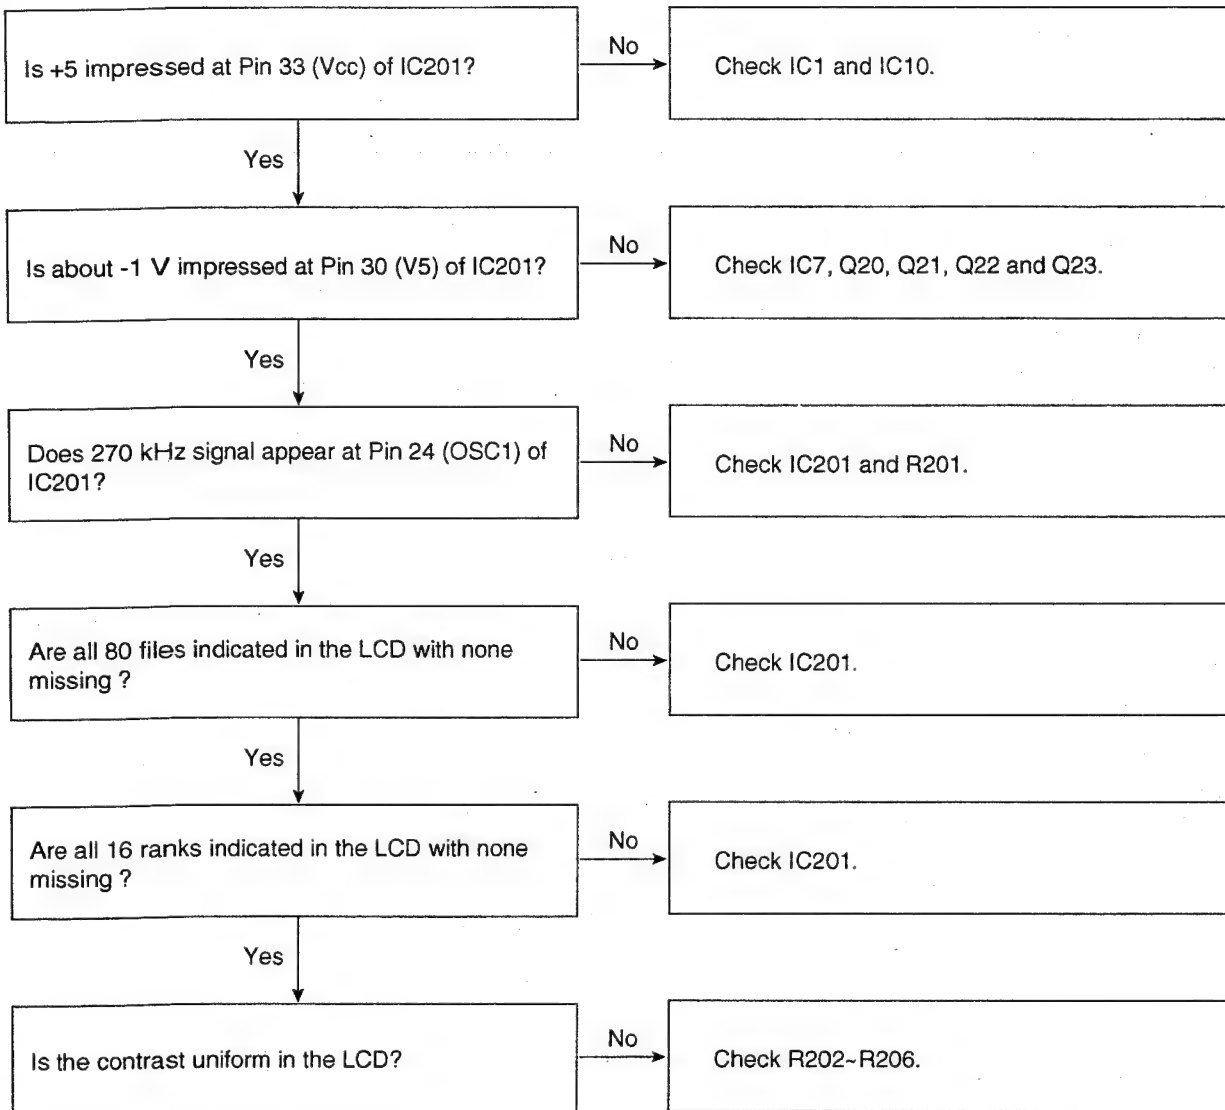 Is +5 impressed at Pin 33 (Vcc) of IC201?
No
Check IC1 and IC10.
Yes
Is about -1 V impressed at Pin 30 (V5) of IC201?
No
Check IC7, Q20, Q21, Q22 and Q23.
Yes
Does 270 kHz signal appear at Pin 24 (OSC1) of
IC201?
No
Check IC201 and R201.
Yes
Are all 80 files indicated in the LCD with none
missing ?
No
Check IC201.
Yes
Are all 16 ranks indicated in the LCD with none
missing ?
No
Check IC201.
Yes
Is the contrast uniform in the LCD?
No
Check R202~R206.